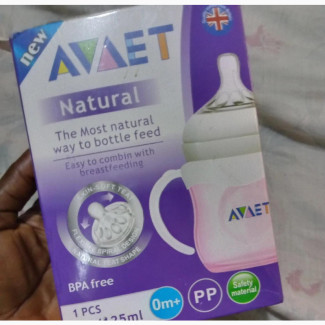 new
AVAET
Natural
The Most natural
way to bottle feed
Easy to combin with
breastfeeding
AVAET
BPA free
1 PCS
125ml
0m+
PP
Safety
material